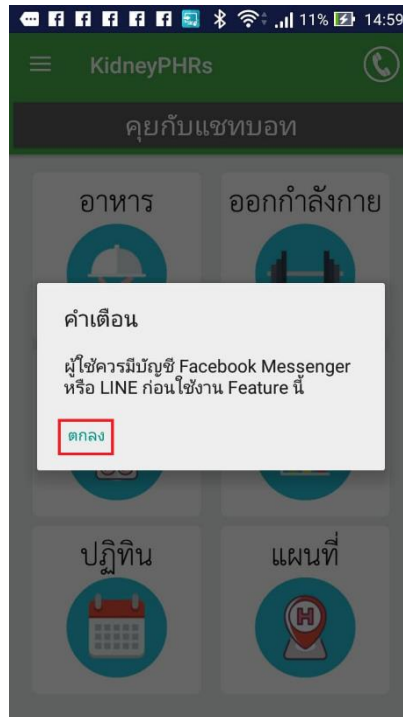 11% 14:59
KidneyPHRs
คุยกับแชทบอท
อาหาร ออกกำลังกาย
คำเตือน
ผู้ใช้ควรมีบัญชี Facebook Messenger
หรือ LINE ก่อนใช้งาน Feature นี้
ตกลง
ปฏิทิน แผนที่
H